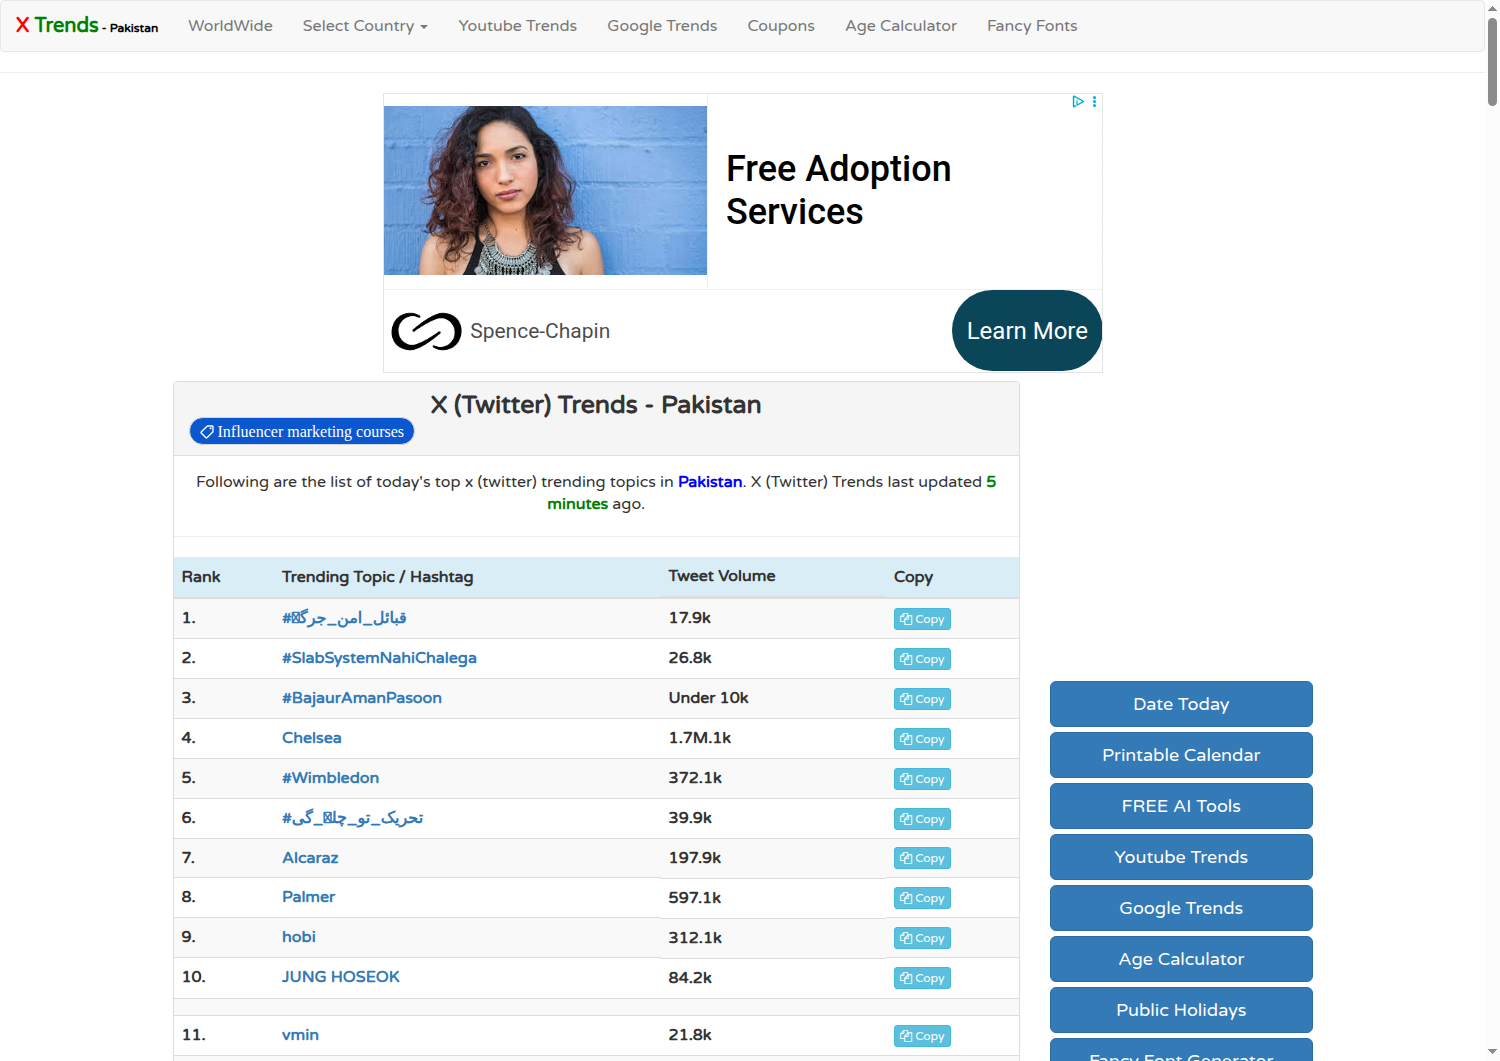 X Trends - Pakistan
WorldWide
Select Country
Youtube Trends
Google Trends
Coupons
Age Calculator
Fancy Fonts
Free Adoption
Services
Spence-Chapin
Learn More
X (Twitter) Trends - Pakistan
Influencer marketing courses
Following are the list of today's top x (twitter) trending topics in Pakistan. X (Twitter) Trends last updated 5
minutes ago.
Rank Trending Topic / Hashtag Tweet Volume Copy
1. 17.9k Copy
2. #SlabSystemNahiChalega 26.8k Copy
3. #BajaurAmanPasoon Under 10k Copy
4. Chelsea 1.7M.1k Copy
5. #Wimbledon 372.1k Copy
6. 39.9k Copy
7. Alcaraz 197.9k Copy
8. Palmer 597.1k Copy
9. hobi 312.1k Copy
10. JUNG HOSEOK 84.2k Copy
11. vmin 21.8k Copy
Date Today
Printable Calendar
FREE AI Tools
Youtube Trends
Google Trends
Age Calculator
Public Holidays
Fancy Font Generator